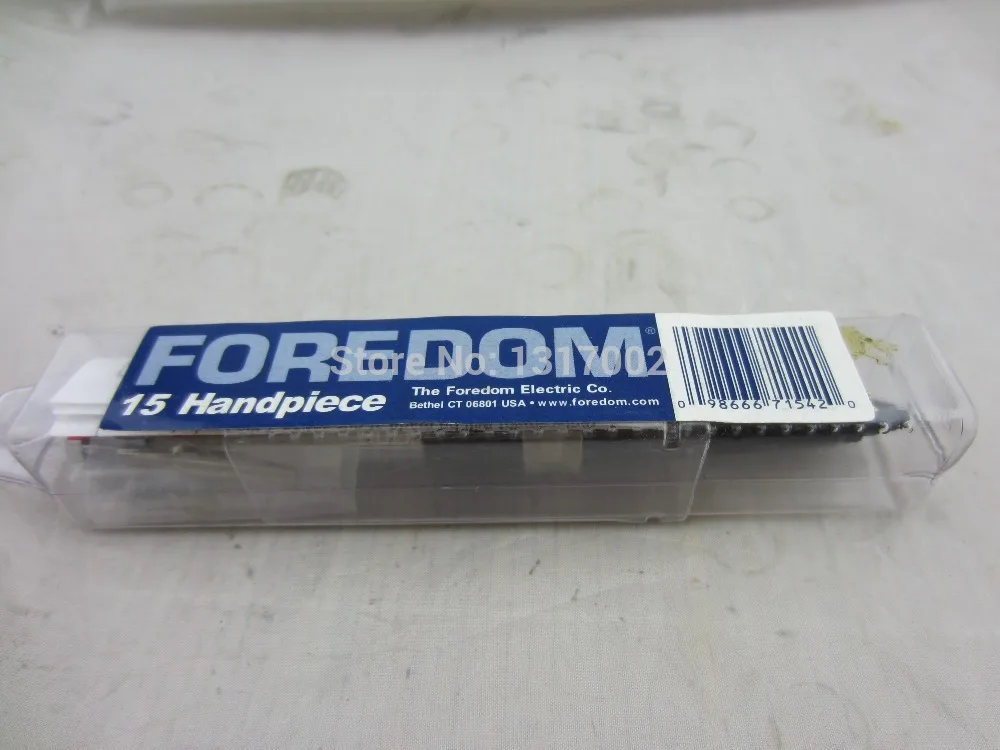 FOREDOM®
Store No: 1317002
15 Handpiece
The Foredom Electric Co.
Bethel CT 06801 USA • www.foredom.com
0 98666 71542 0